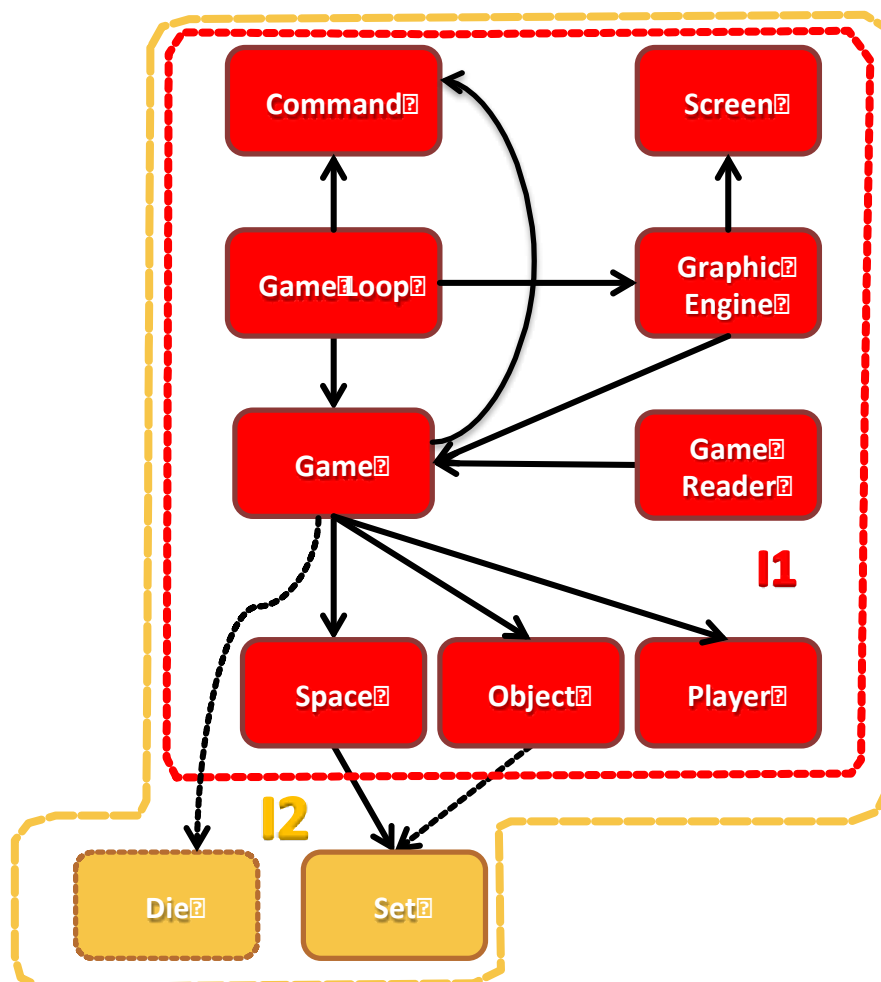 Command
Screen
Game Loop
Graphic
Engine
Game
Game
Reader
I1
Space
Object
Player
I2
Die
Set